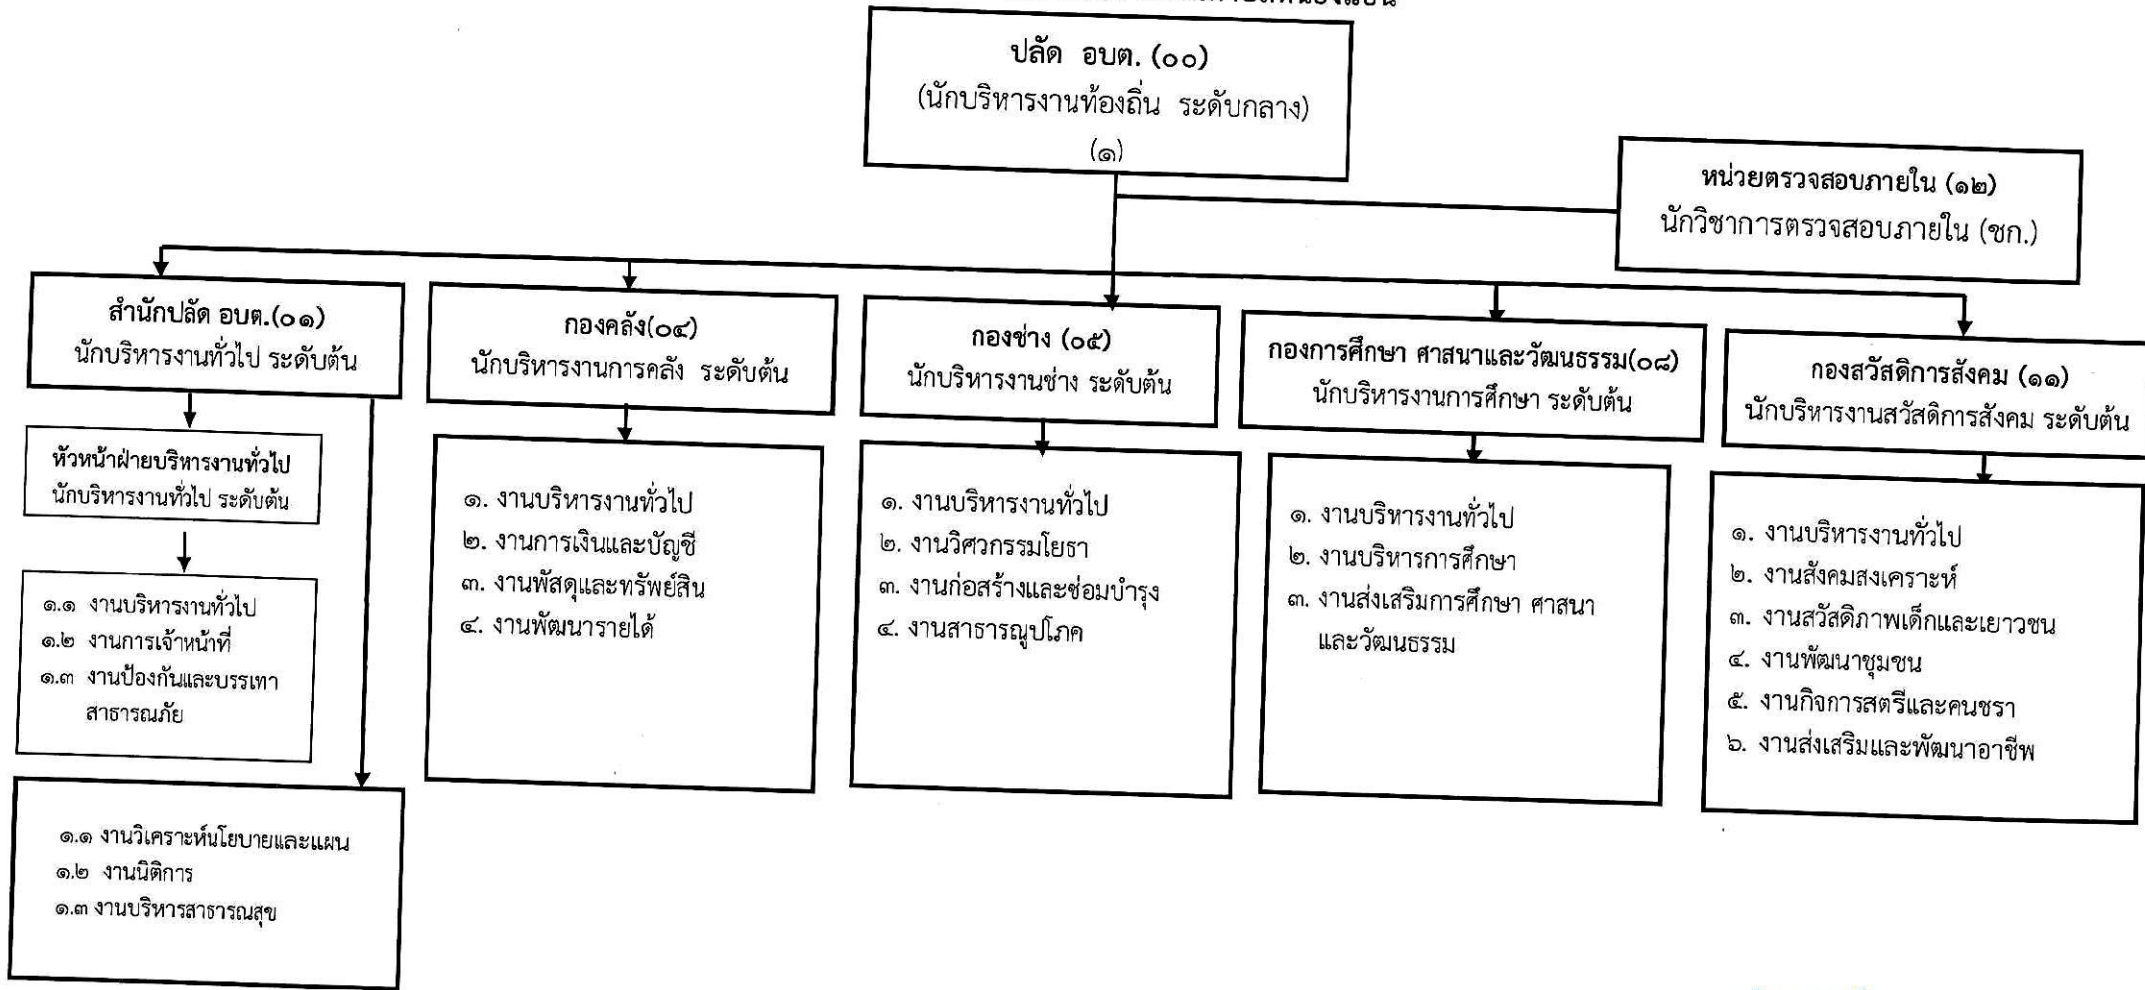 ปลัด อบต. (๐๐)
(นักบริหารงานท้องถิ่น ระดับกลาง)
(๑)
หน่วยตรวจสอบภายใน (๑๒)
นักวิชาการตรวจสอบภายใน (ชก.)
สำนักปลัด อบต.(๐๑)
นักบริหารงานทั่วไป ระดับต้น
กองคลัง(๐๔)
นักบริหารงานการคลัง ระดับต้น
กองช่าง (๐๕)
นักบริหารงานช่าง ระดับต้น
กองการศึกษา ศาสนาและวัฒนธรรม(๐๘)
นักบริหารงานการศึกษา ระดับต้น
กองสวัสดิการสังคม (๑๑)
นักบริหารงานสวัสดิการสังคม ระดับต้น
หัวหน้าฝ่ายบริหารงานทั่วไป
นักบริหารงานทั่วไป ระดับต้น
๑.๑ งานบริหารงานทั่วไป
๑.๒ งานการเจ้าหน้าที่
๑.๓ งานป้องกันและบรรเทา
สาธารณภัย
๑.๑ งานวิเคราะห์นโยบายและแผน
๑.๒ งานนิติการ
๑.๓ งานบริหารสาธารณสุข
๑. งานบริหารงานทั่วไป
๒. งานการเงินและบัญชี
๓. งานพัสดุและทรัพย์สิน
๔. งานพัฒนารายได้
๑. งานบริหารงานทั่วไป
๒. งานวิศวกรรมโยธา
๓. งานก่อสร้างและซ่อมบำรุง
๔. งานสาธารณูปโภค
๑. งานบริหารงานทั่วไป
๒. งานบริหารการศึกษา
๓. งานส่งเสริมการศึกษา ศาสนา
และวัฒนธรรม
๑. งานบริหารงานทั่วไป
๒. งานสังคมสงเคราะห์
๓. งานสวัสดิภาพเด็กและเยาวชน
๔. งานพัฒนาชุมชน
๕. งานกิจการสตรีและคนชรา
๖. งานส่งเสริมและพัฒนาอาชีพ